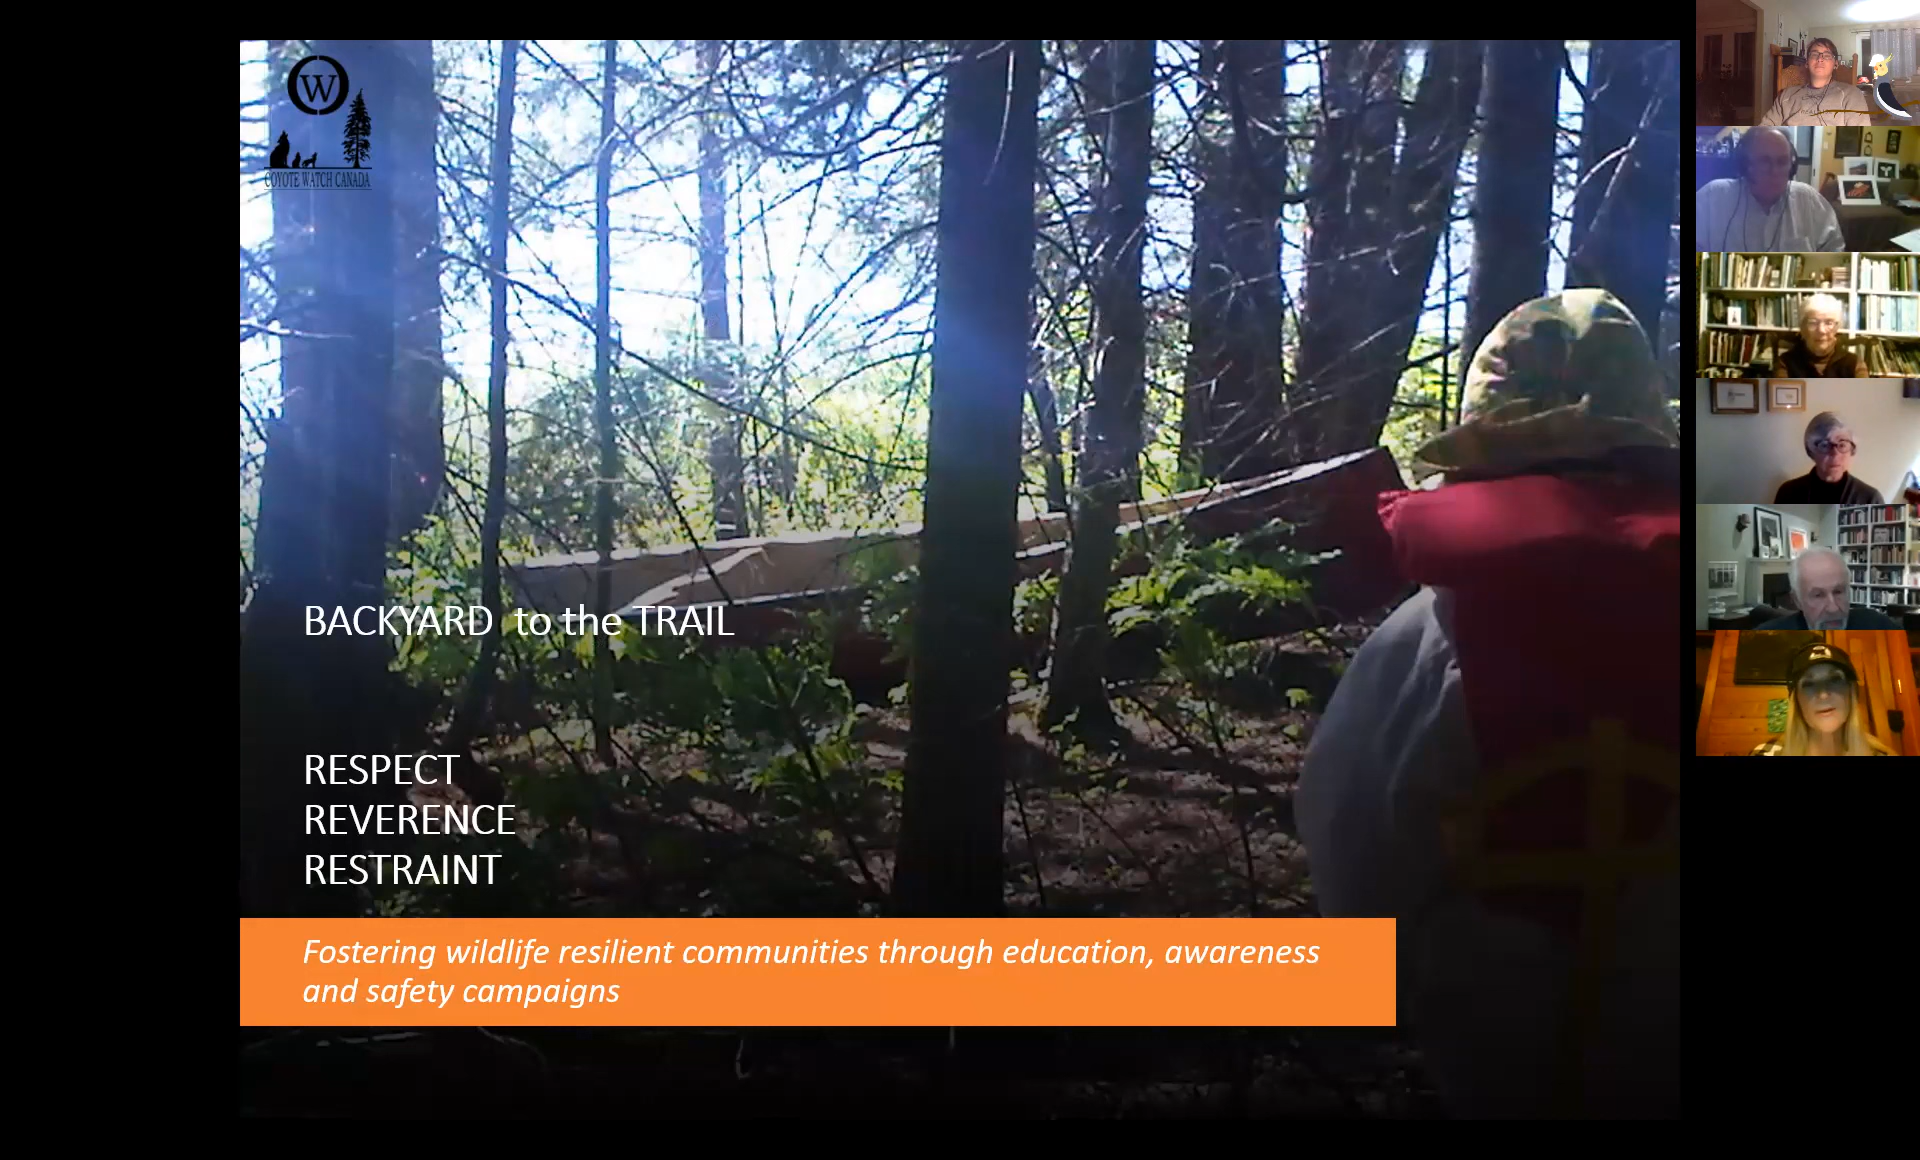 W
COYOTE WATCH CANADA
BACKYARD to the TRAIL
RESPECT
REVERENCE
RESTRAINT
Fostering wildlife resilient communities through education, awareness
and safety campaigns